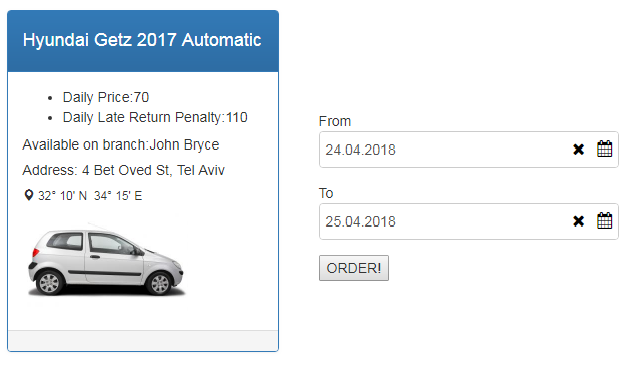 Hyundai Getz 2017 Automatic
Daily Price:70
Daily Late Return Penalty:110
Available on branch:John Bryce
Address: 4 Bet Oved St, Tel Aviv
32° 10' N 34° 15' E
From
24.04.2018
To
25.04.2018
ORDER!